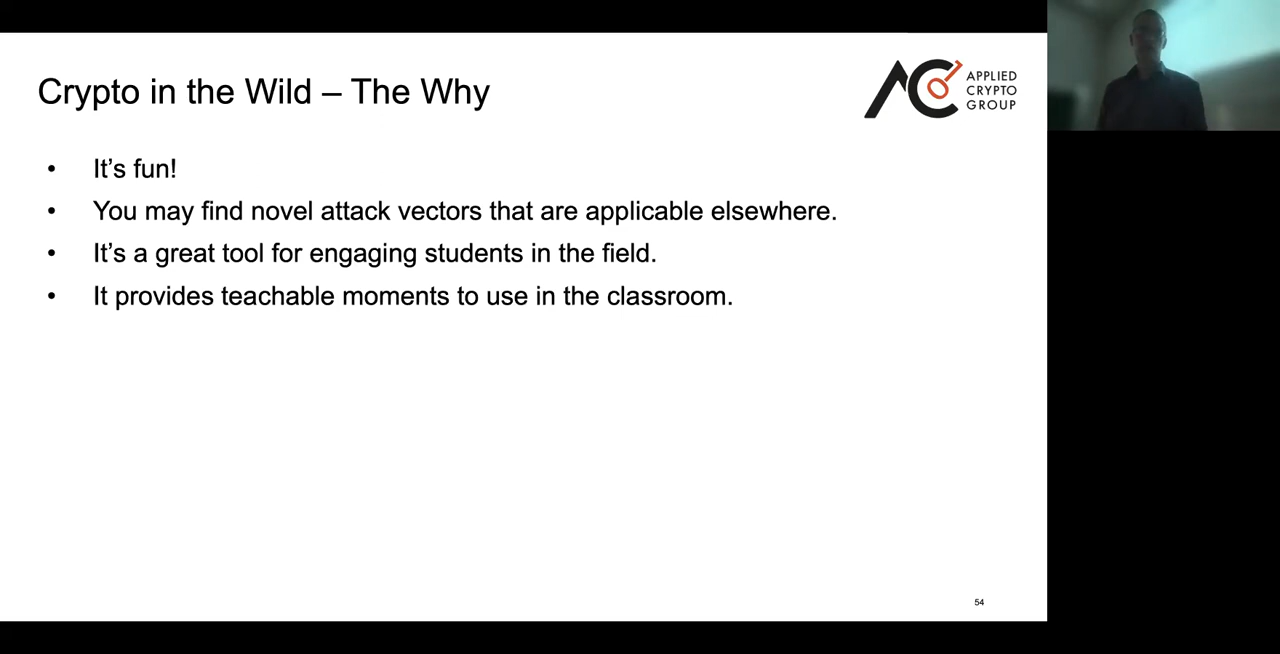 Crypto in the Wild – The Why
APPLIED
CRYPTO
GROUP
• It’s fun!
• You may find novel attack vectors that are applicable elsewhere.
• It’s a great tool for engaging students in the field.
• It provides teachable moments to use in the classroom.
54